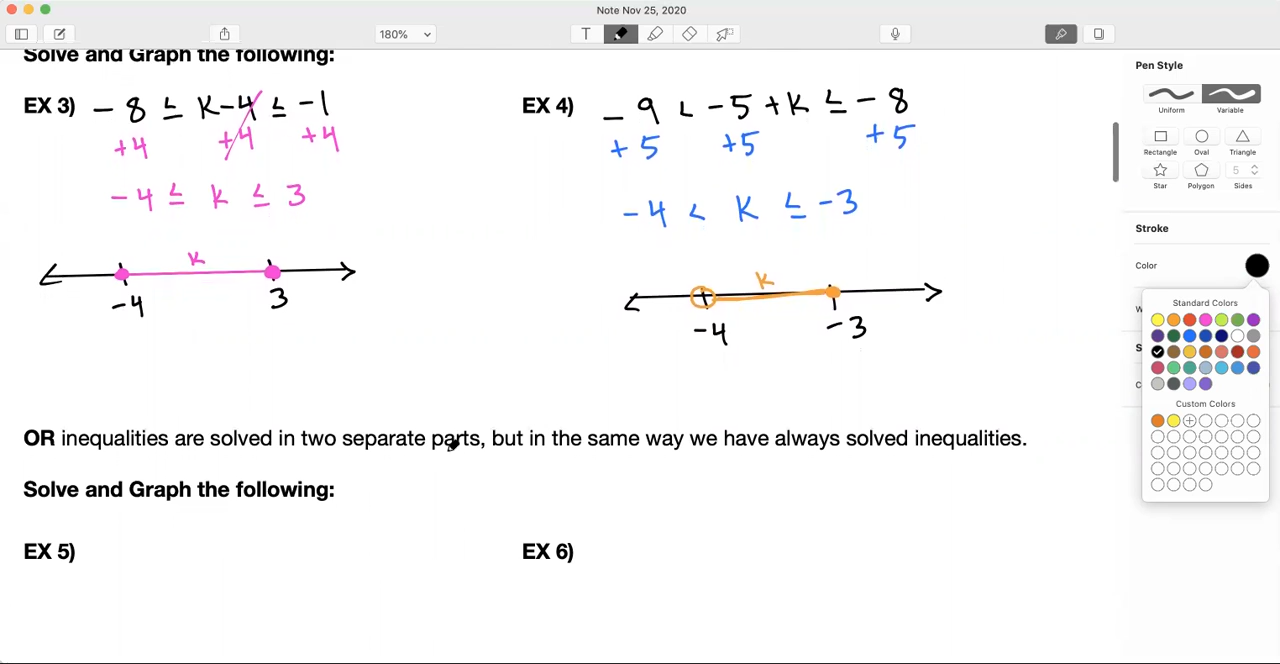 Note Nov 25, 2020
180%
T
Solve and Graph the following:
EX 3) - 8 ≤ K-4 ≤ -1
+4 +4 +4
-4 ≤ K ≤ 3
K
-4 3
EX 4) - 9 < -5 + K ≤ - 8
+5 +5 +5
-4 < K ≤ -3
K
-4 -3
OR inequalities are solved in two separate parts, but in the same way we have always solved inequalities.
Solve and Graph the following:
EX 5) EX 6)
Pen Style
Uniform Variable
Rectangle Oval Triangle
5
Star Polygon Sides
Stroke
Color
Standard Colors
Custom Colors